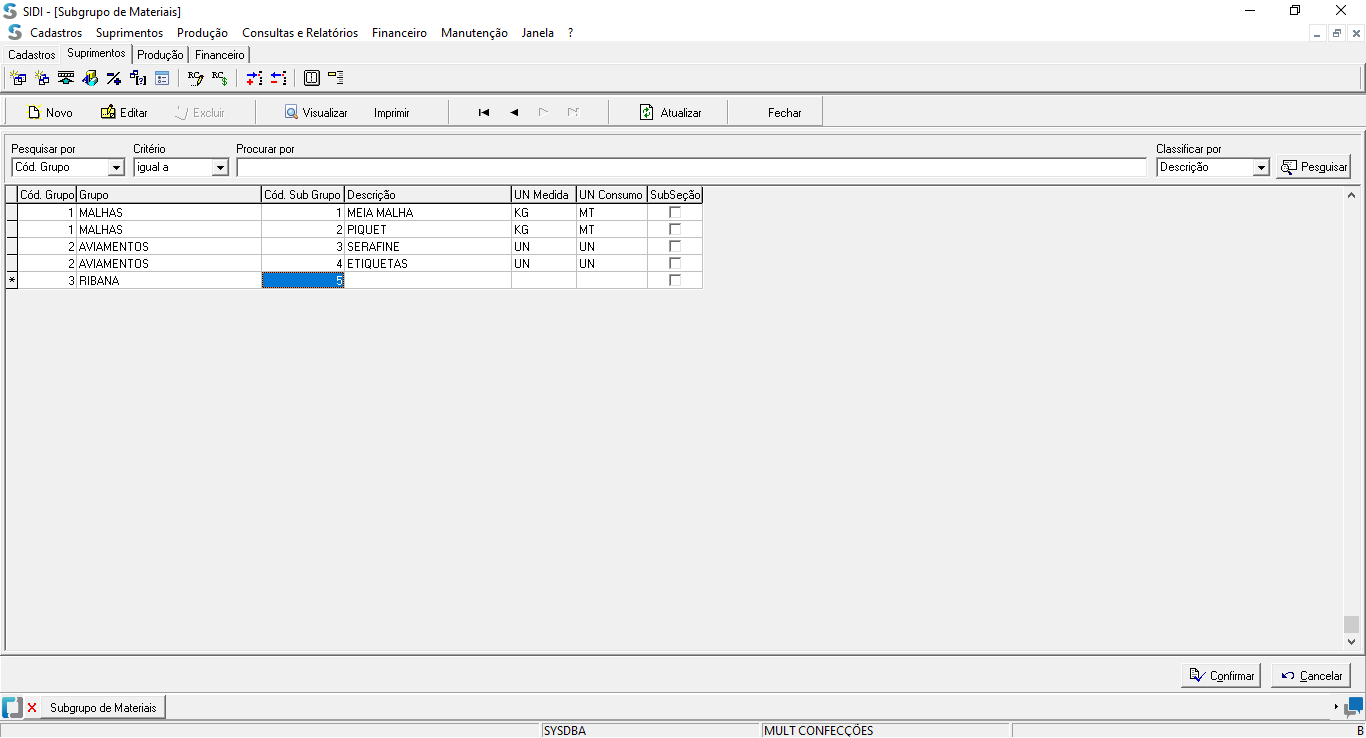 SIDI - [Subgrupo de Materiais]
Cadastros Suprimentos Produção Consultas e Relatórios Financeiro Manutenção Janela ?
Cadastros Suprimentos Produção Financeiro
Novo Editar Excluir Visualizar Imprimir Atualizar Fechar
Pesquisar por Critério Procurar por Classificar por
Cód. Grupo igual a Descrição Pesquisar
Cód. Grupo Grupo Cód. Sub Grupo Descrição UN Medida UN Consumo SubSeção
1 MALHAS 1 MEIA MALHA KG MT
1 MALHAS 2 PIQUET KG MT
2 AVIAMENTOS 3 SERAFINE UN UN
2 AVIAMENTOS 4 ETIQUETAS UN UN
* 3 RIBANA 5
Confirmar Cancelar
Subgrupo de Materiais
SYSDBA MULT CONFECÇÕES B